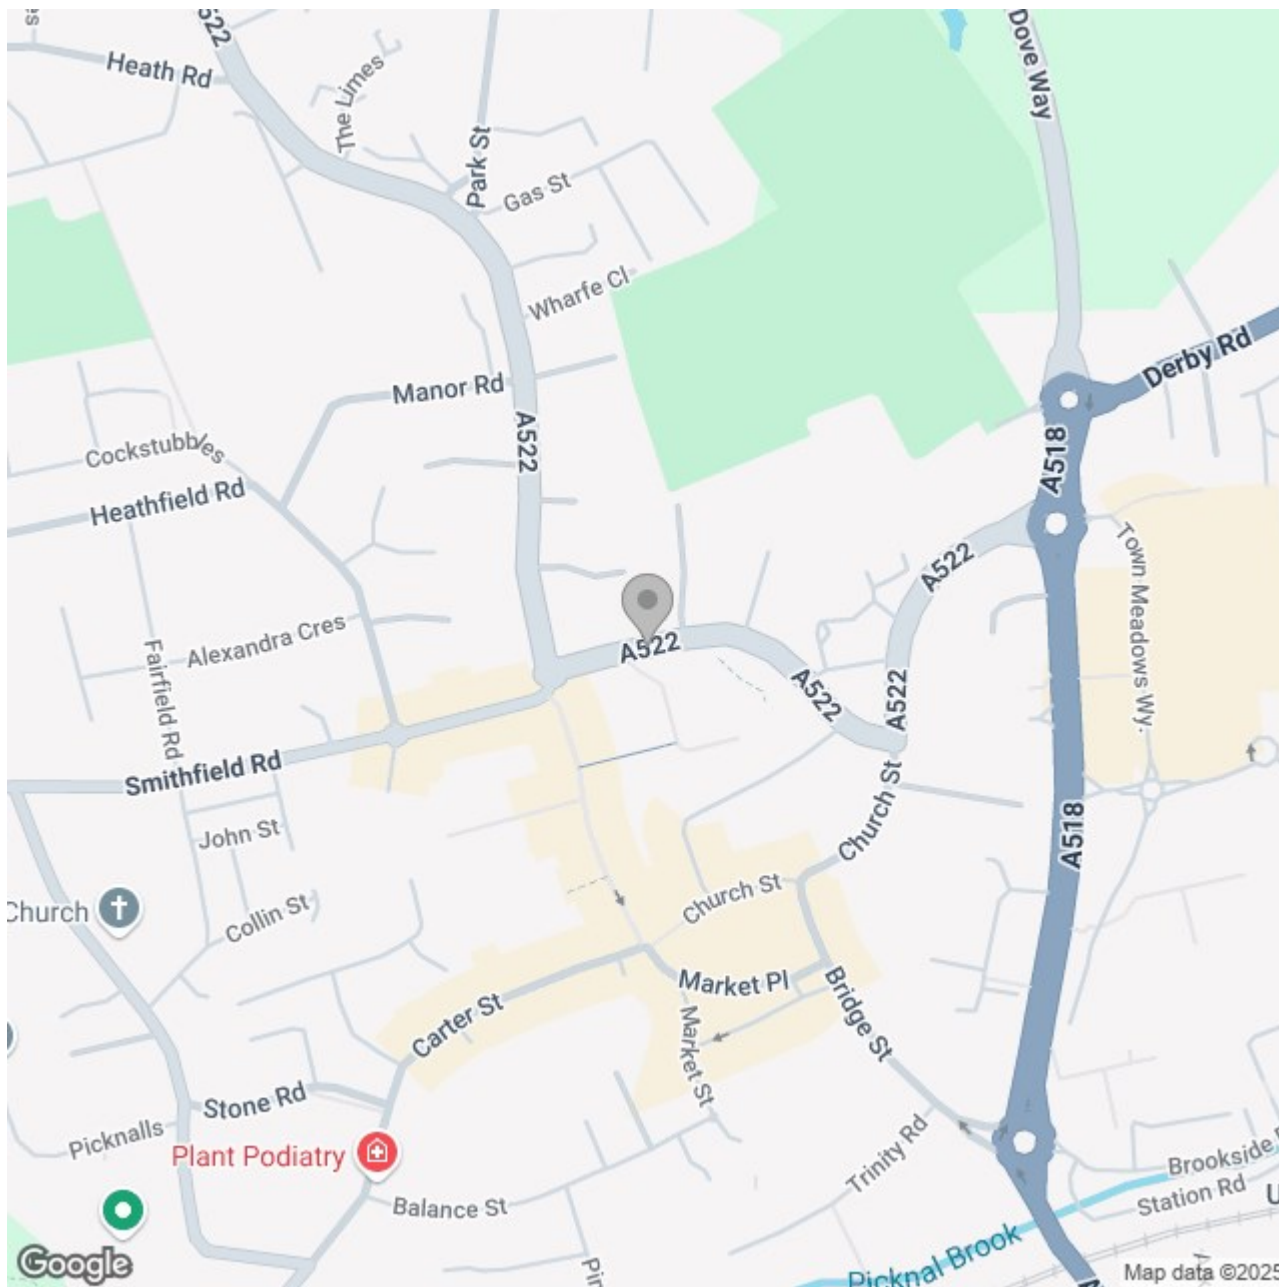 Heath Rd
The Limes
Park St
Gas St
Dove Way
Wharfe Cl
Manor Rd
A522
Derby Rd
A518
Cockstubbles
Heathfield Rd
Town Meadows Wy.
A522
Alexandra Cres
Fairfield Rd
A522
A522
A522
Smithfield Rd
Church St
A518
John St
Church St
Church
Collin St
Market Pl
Bridge St
Carter St
Market St
Stone Rd
Picknalls
Plant Podiatry
Trinity Rd
Brookside
Station Rd
Balance St
Picknal Brook
Google
Map data ©2025